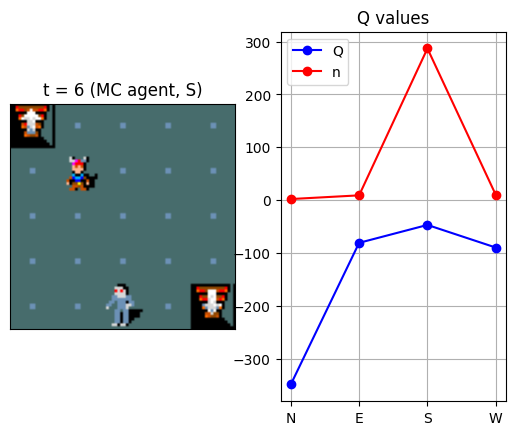 Q values
t = 6 (MC agent, S)
Q
n
300
200
100
0
−100
−200
−300
N E S W